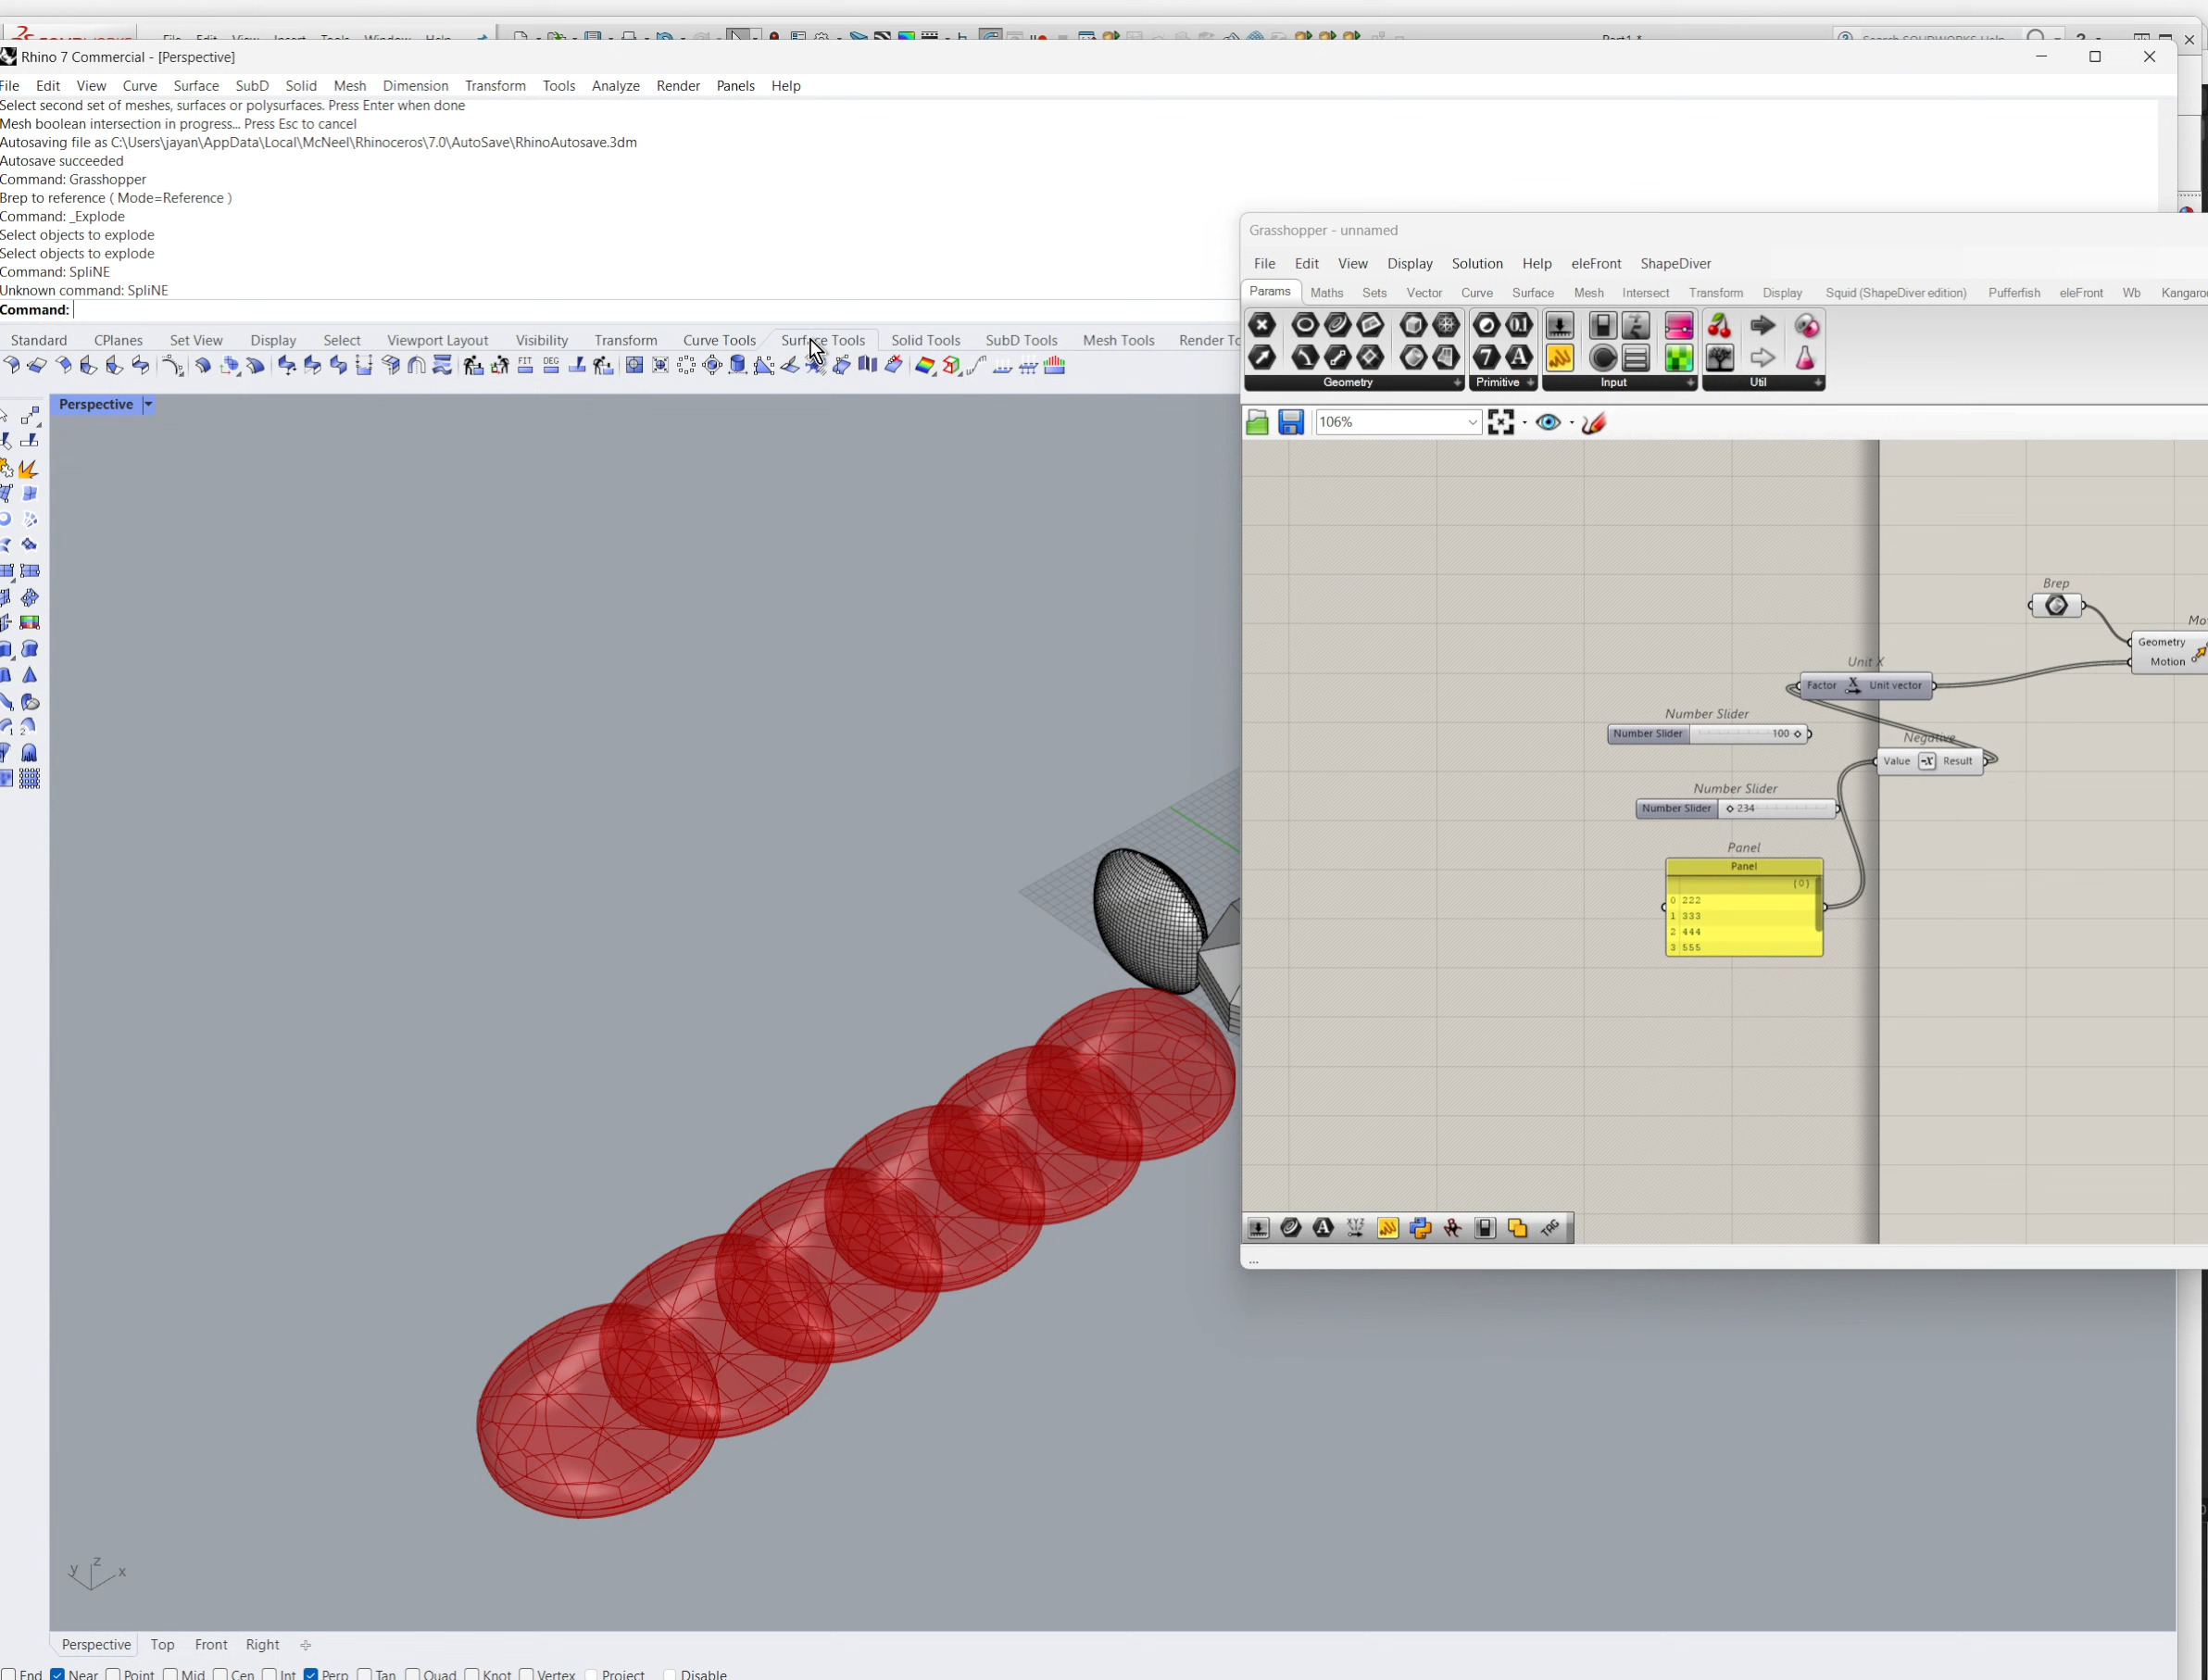 Rhino 7 Commercial - [Perspective]
File Edit View Curve Surface SubD Solid Mesh Dimension Transform Tools Analyze Render Panels Help
Select second set of meshes, surfaces or polysurfaces. Press Enter when done
Mesh boolean intersection in progress... Press Esc to cancel
Autosaving file as C:\Users\jayan\AppData\Local\McNeel\Rhinoceros\7.0\AutoSave\RhinoAutosave.3dm
Autosave succeeded
Command: Grasshopper
Brep to reference ( Mode=Reference )
Command: _Explode
Select objects to explode
Select objects to explode
Command: SpliNE
Unknown command: SpliNE
Command:
Standard CPlanes Set View Display Select Viewport Layout Visibility Transform Curve Tools Surface Tools Solid Tools SubD Tools Mesh Tools Render
FIT DEG
Perspective
Grasshopper - unnamed
File Edit View Display Solution Help eleFront ShapeDiver
Params Maths Sets Vector Curve Surface Mesh Intersect Transform Display Squid (ShapeDiver edition) Pufferfish eleFront Wb
Geometry Primitive Input Util
106%
Brep
Geometry
Motion
Unit X
Factor X Unit vector
Number Slider
Number Slider 100
Negative
Value -X Result
Number Slider
Number Slider 234
Panel
Panel
{0}
0 222
1 333
2 444
3 555
XYZ TAG
...
z
y x
Perspective Top Front Right
End Near Point Mid Cen Int Perp Tan Quad Knot Vertex Project Disable